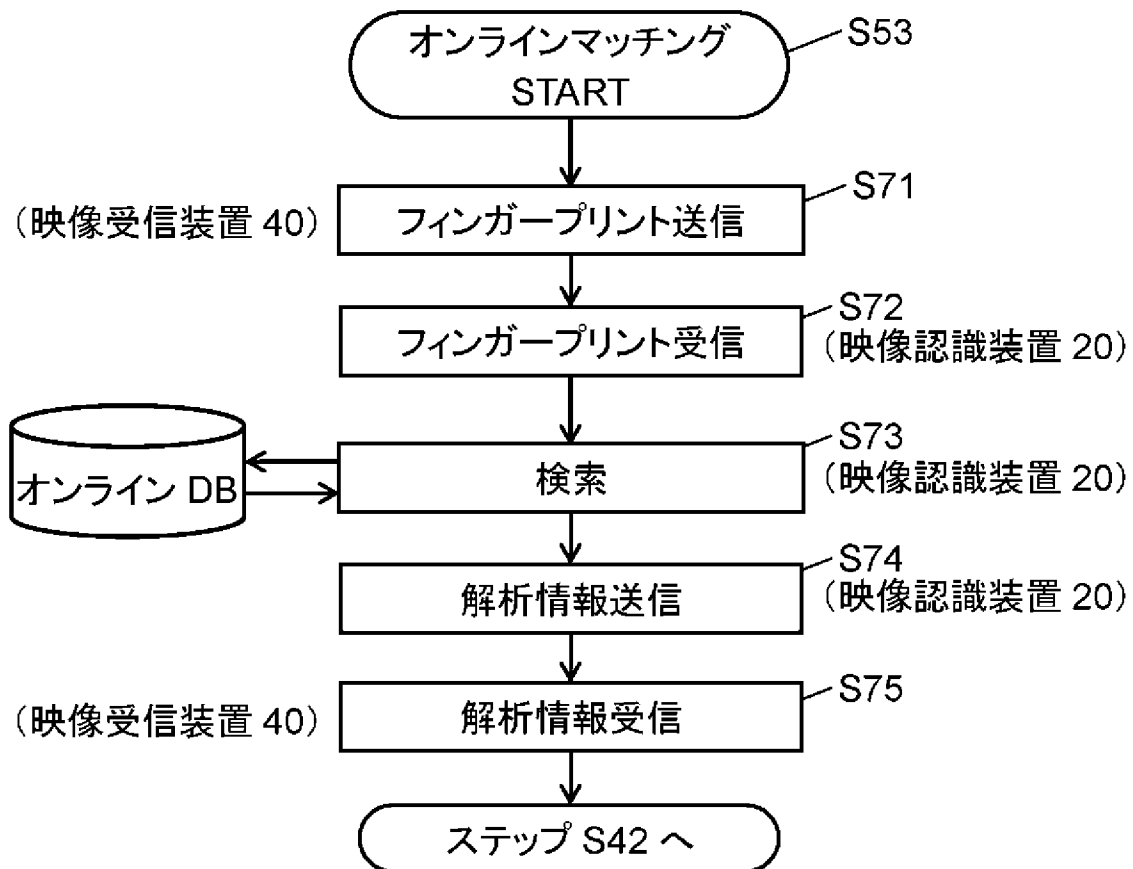 オンラインマッチング
START
S53
S71
(映像受信装置 40)
フィンガープリント送信
S72
フィンガープリント受信
(映像認識装置 20)
S73
オンライン DB
検索
(映像認識装置 20)
S74
解析情報送信
(映像認識装置 20)
S75
(映像受信装置 40)
解析情報受信
ステップ S42 へ